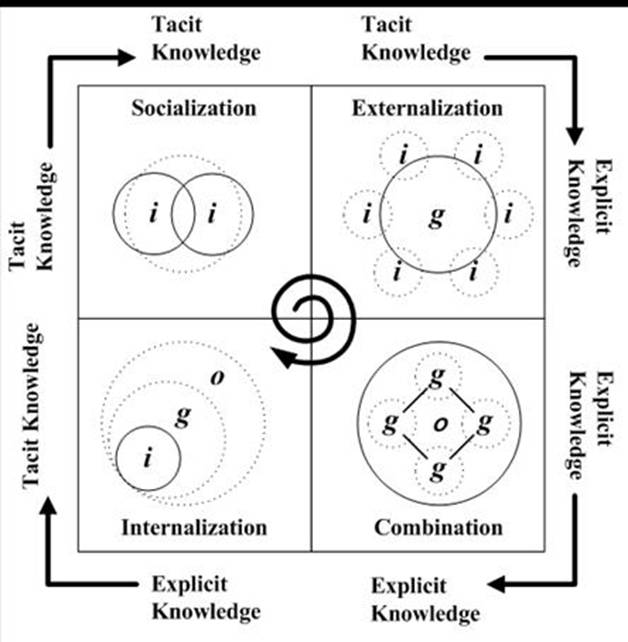 Tacit
Knowledge
Tacit
Knowledge
Socialization
Externalization
i
i
i
i
i
i
g
i
i
i
Tacit
Knowledge
Explicit
Knowledge
o
g
i
g
g
o
g
g
Tacit Knowledge
Explicit
Knowledge
Internalization
Combination
Explicit
Knowledge
Explicit
Knowledge